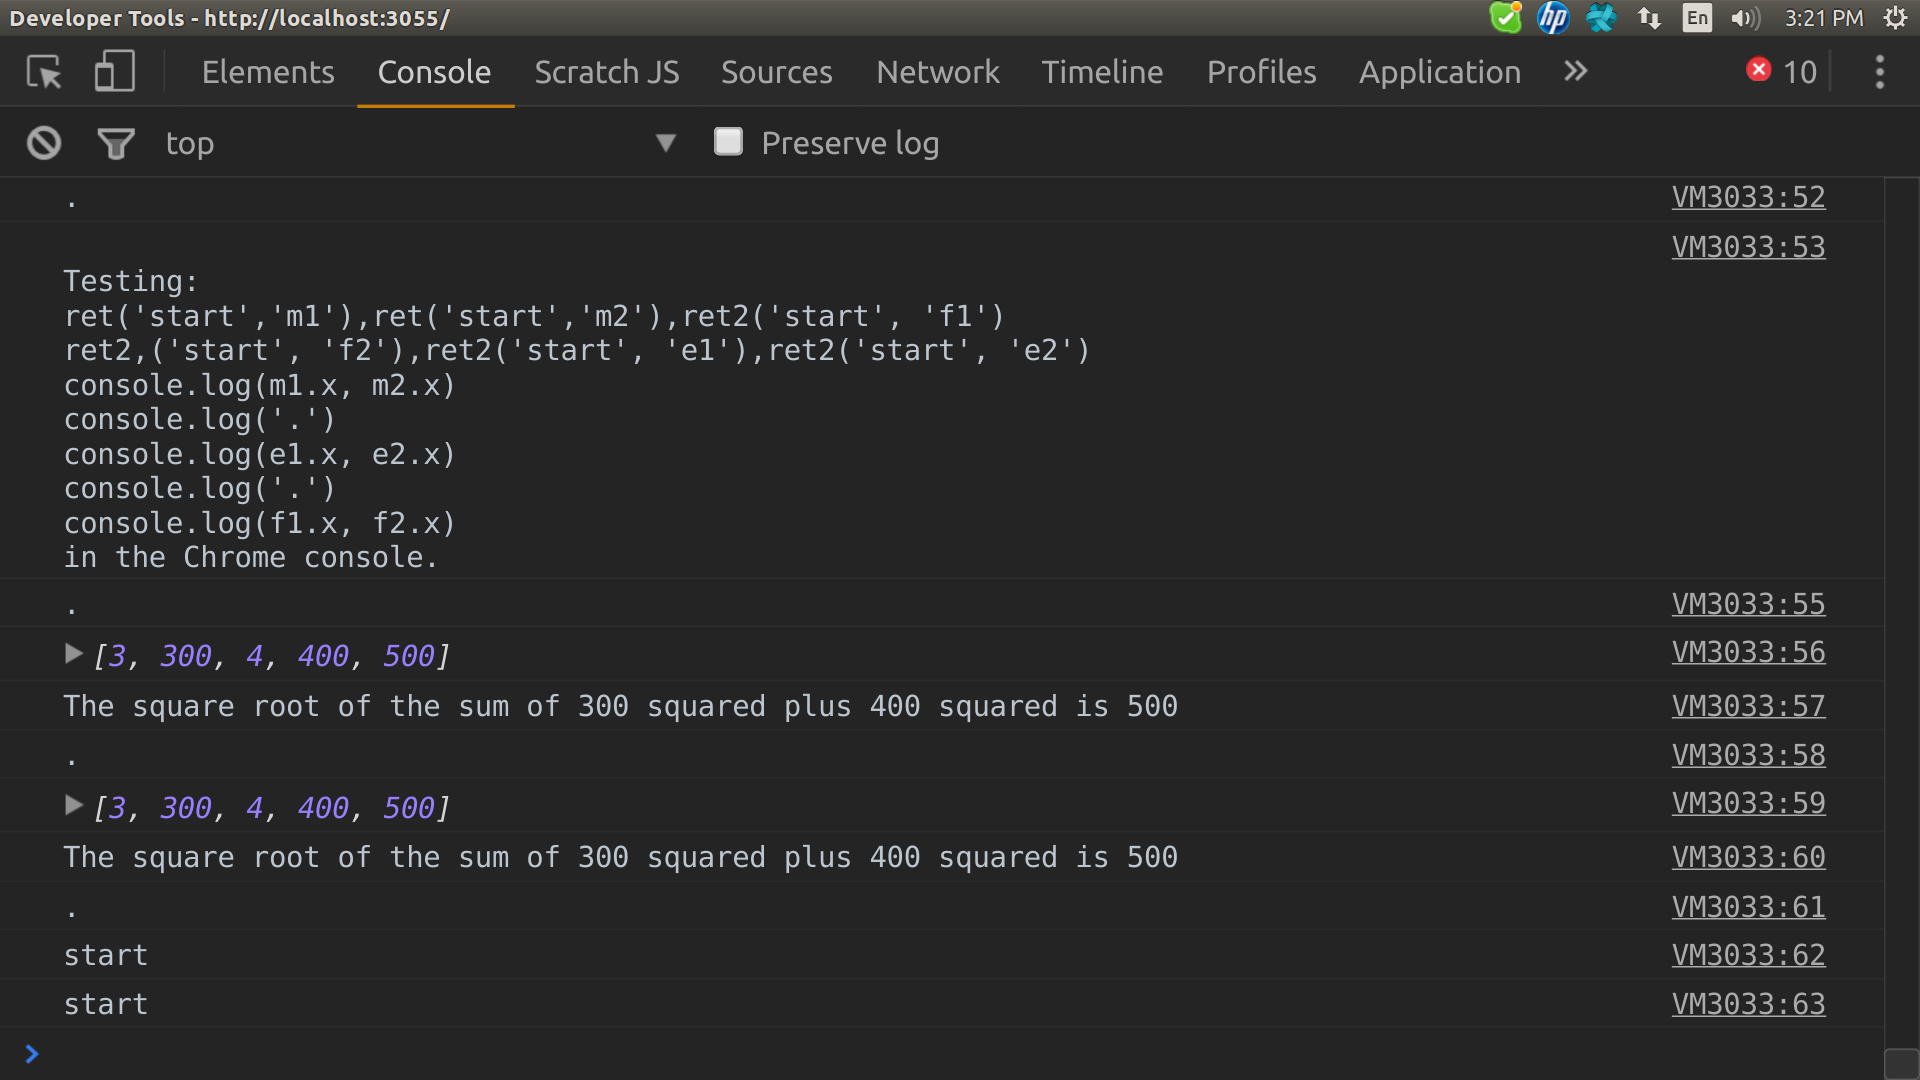 Developer Tools - http://localhost:3055/
hp
En
3:21 PM
Elements Console Scratch JS Sources Network Timeline Profiles Application » 10
top ▼ Preserve log
. VM3033:52
VM3033:53
Testing:
ret('start','m1'),ret('start','m2'),ret2('start', 'f1')
ret2,('start', 'f2'),ret2('start', 'e1'),ret2('start', 'e2')
console.log(m1.x, m2.x)
console.log('.')
console.log(e1.x, e2.x)
console.log('.')
console.log(f1.x, f2.x)
in the Chrome console.
. VM3033:55
[3, 300, 4, 400, 500] VM3033:56
The square root of the sum of 300 squared plus 400 squared is 500 VM3033:57
. VM3033:58
[3, 300, 4, 400, 500] VM3033:59
The square root of the sum of 300 squared plus 400 squared is 500 VM3033:60
. VM3033:61
start VM3033:62
start VM3033:63